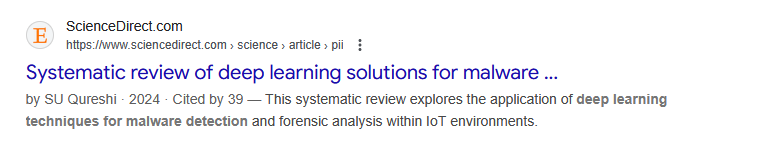 E
ScienceDirect.com
https://www.sciencedirect.com › science › article › pii
Systematic review of deep learning solutions for malware ...
by SU Qureshi · 2024 · Cited by 39 — This systematic review explores the application of deep learning
techniques for malware detection and forensic analysis within IoT environments.